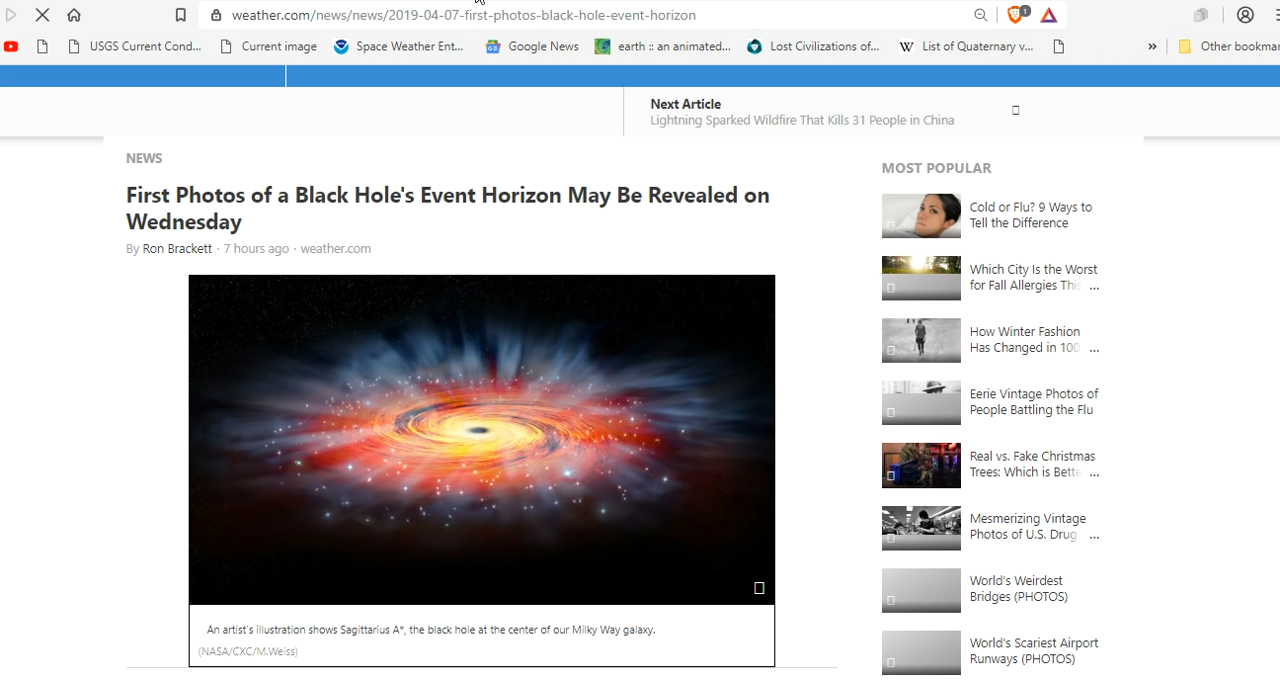 weather.com/news/news/2019-04-07-first-photos-black-hole-event-horizon
1
USGS Current Cond...
Current image
Space Weather Ent...
Google News
earth :: an animated...
Lost Civilizations of...
W List of Quaternary v...
»
Other bookmar
Next Article
Lightning Sparked Wildfire That Kills 31 People in China
NEWS
First Photos of a Black Hole's Event Horizon May Be Revealed on
Wednesday
By Ron Brackett · 7 hours ago · weather.com
An artist's illustration shows Sagittarius A*, the black hole at the center of our Milky Way galaxy.
(NASA/CXC/M.Weiss)
MOST POPULAR
Cold or Flu? 9 Ways to
Tell the Difference
Which City Is the Worst
for Fall Allergies This ...
How Winter Fashion
Has Changed in 100 ...
Eerie Vintage Photos of
People Battling the Flu
Real vs. Fake Christmas
Trees: Which is Bette ...
Mesmerizing Vintage
Photos of U.S. Drug ...
World's Weirdest
Bridges (PHOTOS)
World's Scariest Airport
Runways (PHOTOS)